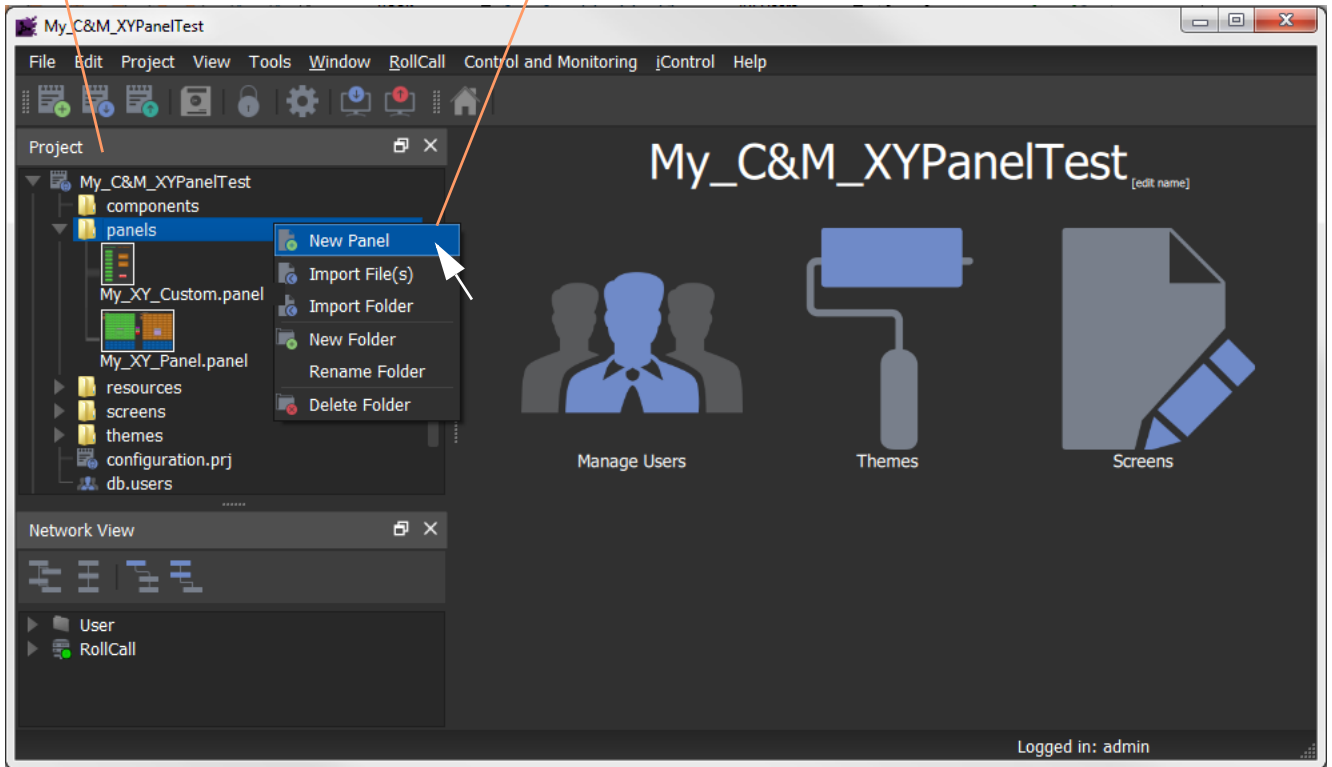 My_C&M_XYPanelTest
File Edit Project View Tools Window RollCall Control and Monitoring iControl Help
Project
My_C&M_XYPanelTest
components
panels
My_XY_Custom.panel
My_XY_Panel.panel
resources
screens
themes
configuration.prj
db.users
New Panel
Import File(s)
Import Folder
New Folder
Rename Folder
Delete Folder
My_C&M_XYPanelTest [edit name]
Manage Users
Themes
Screens
Network View
User
RollCall
Logged in: admin